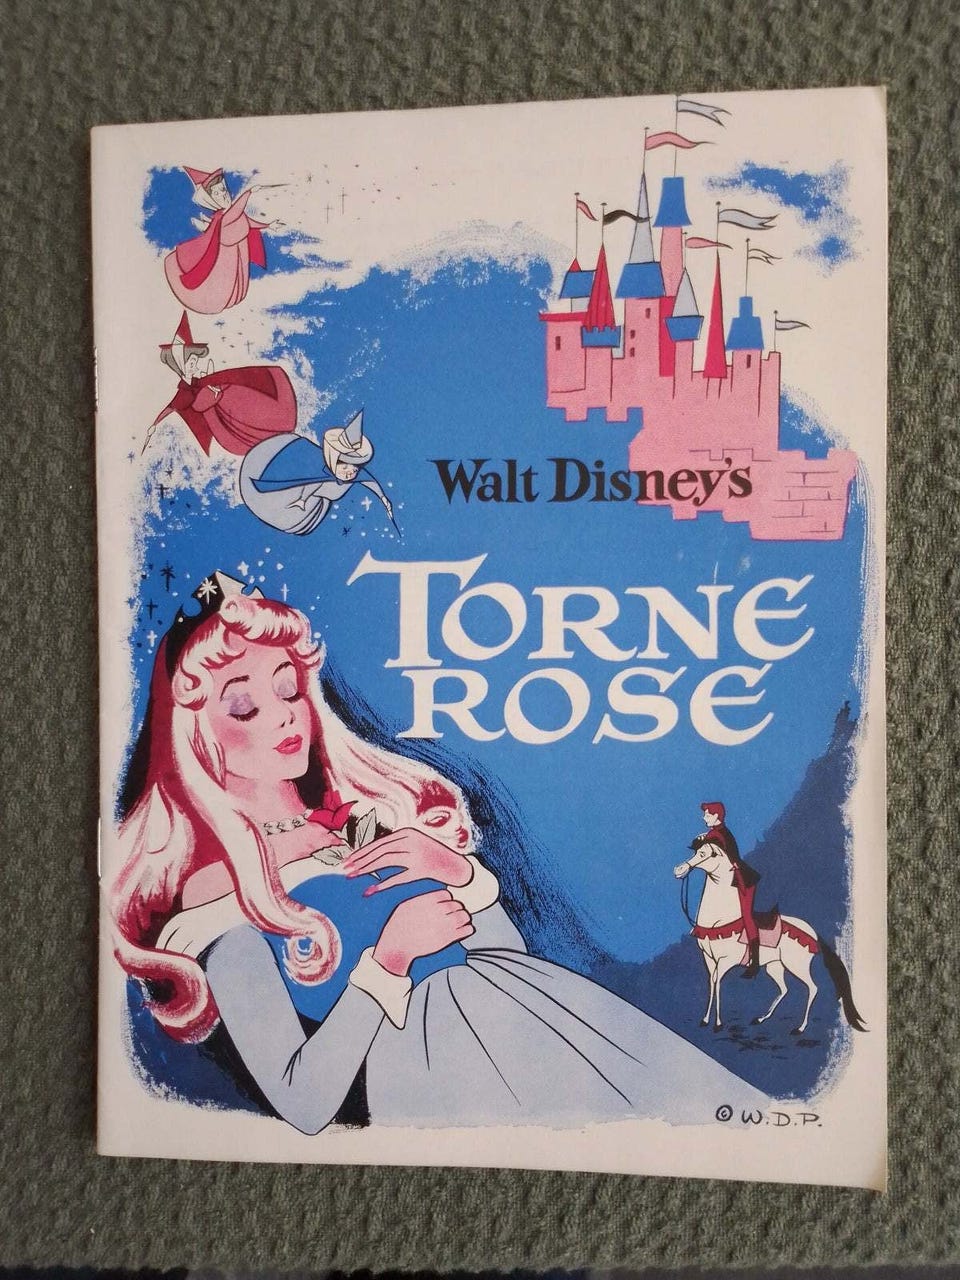 Walt Disney's
TORNE
ROSE
© W.D.P.